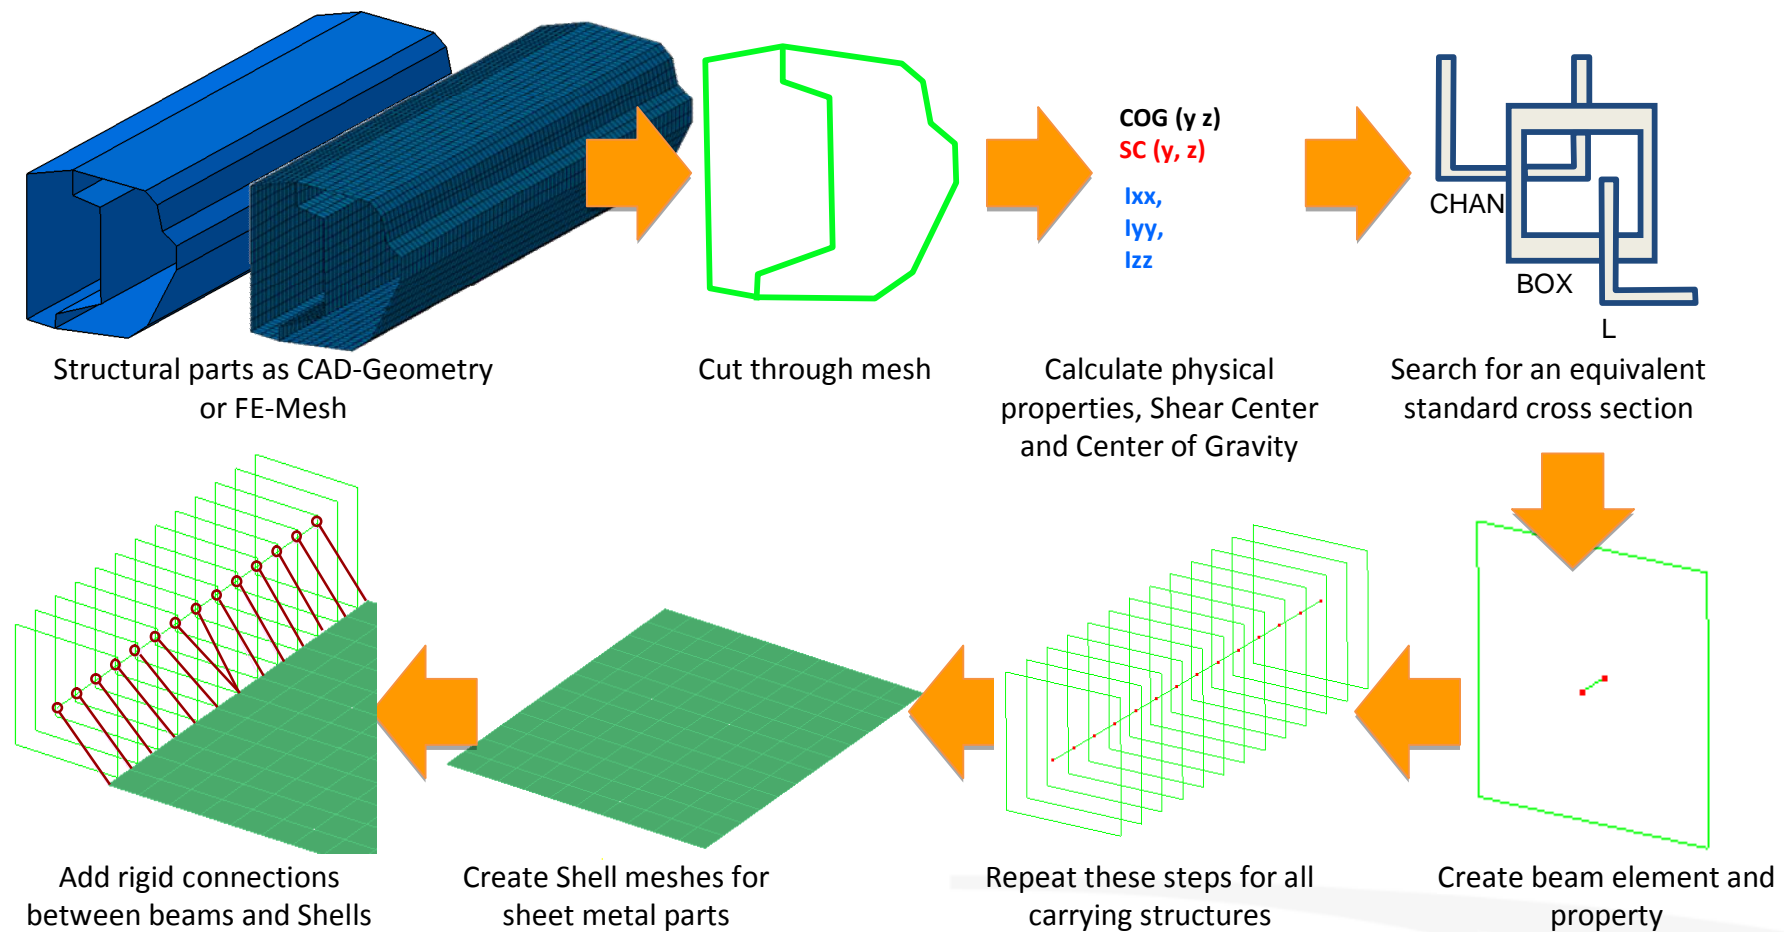 COG (y z)
SC (y, z)
Ixx,
Iyy,
Izz
CHAN
BOX
L
Structural parts as CAD-Geometry
or FE-Mesh
Cut through mesh
Calculate physical
properties, Shear Center
and Center of Gravity
Search for an equivalent
standard cross section
Add rigid connections
between beams and Shells
Create Shell meshes for
sheet metal parts
Repeat these steps for all
carrying structures
Create beam element and
property